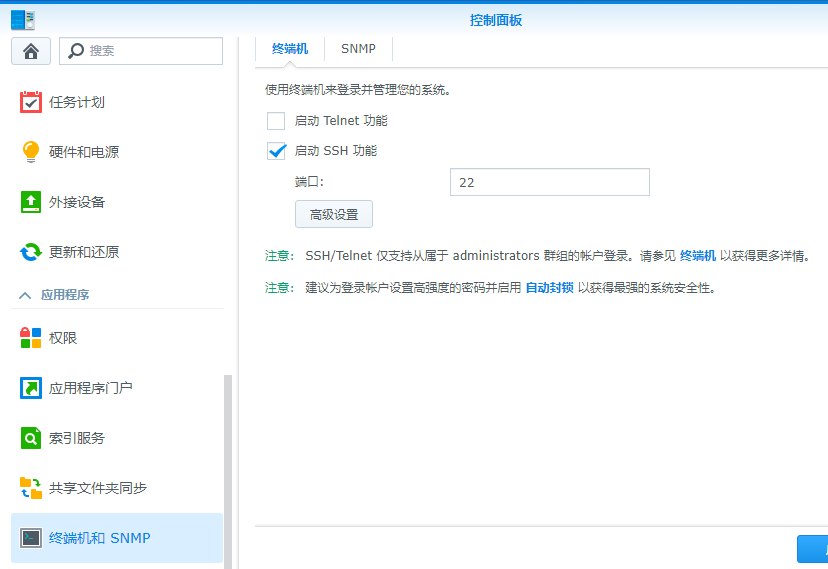 控制面板
搜索
任务计划
硬件和电源
外接设备
更新和还原
应用程序
权限
应用程序门户
索引服务
共享文件夹同步
终端机和 SNMP
终端机
SNMP
使用终端机来登录并管理您的系统。
启动 Telnet 功能
启动 SSH 功能
端口:
22
高级设置
注意: SSH/Telnet 仅支持从属于 administrators 群组的帐户登录。请参见 终端机 以获得更多详情。
注意: 建议为登录帐户设置高强度的密码并启用 自动封锁 以获得最强的系统安全性。